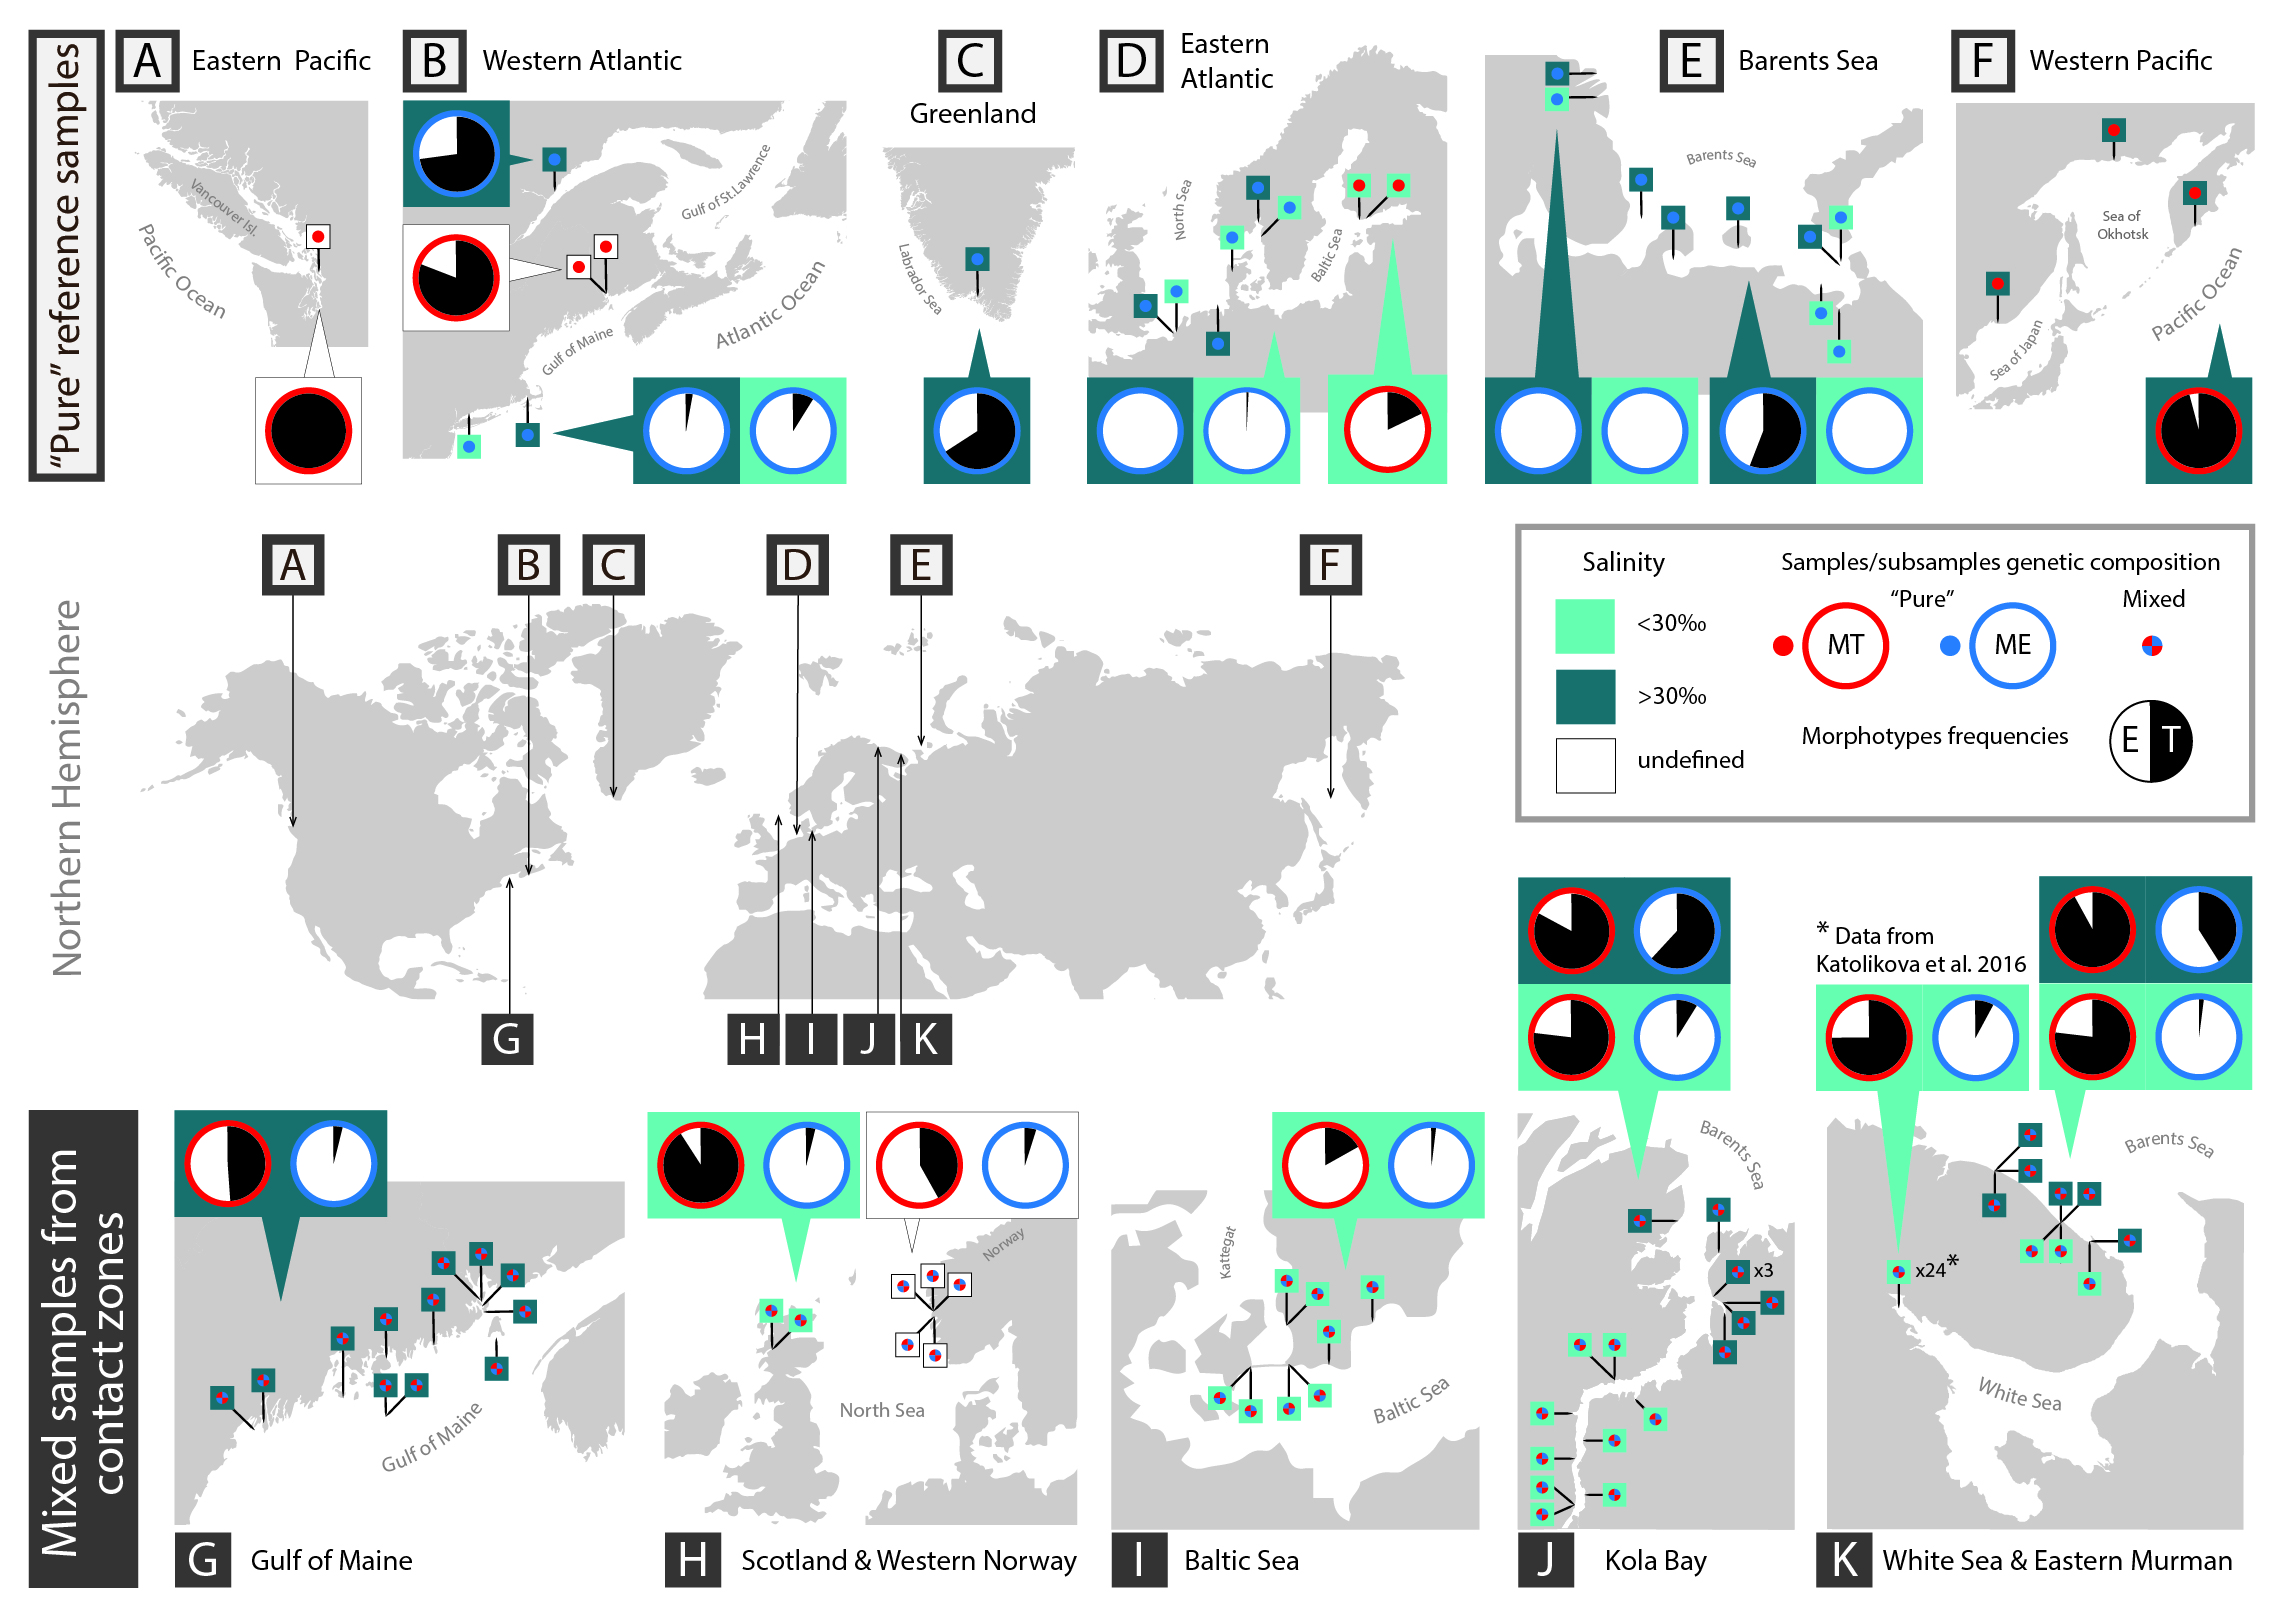 "Pure" reference samples
A
Eastern Pacific
Vancouver Isl.
Pacific Ocean
B
Western Atlantic
Gulf of St.Lawrence
Gulf of Maine
Atlantic Ocean
C
Greenland
Labrador Sea
D
Eastern
Atlantic
North Sea
Baltic Sea
E
Barents Sea
Barents Sea
F
Western Pacific
Sea of
Okhotsk
Sea of Japan
Pacific Ocean
Northern Hemisphere
A
B
C
D
E
F
G
H
I
J
K
Salinity
<30‰
>30‰
undefined
Samples/subsamples genetic composition
"Pure"
Mixed
MT
ME
Morphotypes frequencies
E
T
* Data from
Katolikova et al. 2016
Mixed samples from
contact zones
Gulf of Maine
G
Gulf of Maine
Norway
North Sea
H
Scotland & Western Norway
Kattegat
Baltic Sea
I
Baltic Sea
Barents Sea
x3
J
Kola Bay
Barents Sea
x24*
White Sea
K
White Sea & Eastern Murman